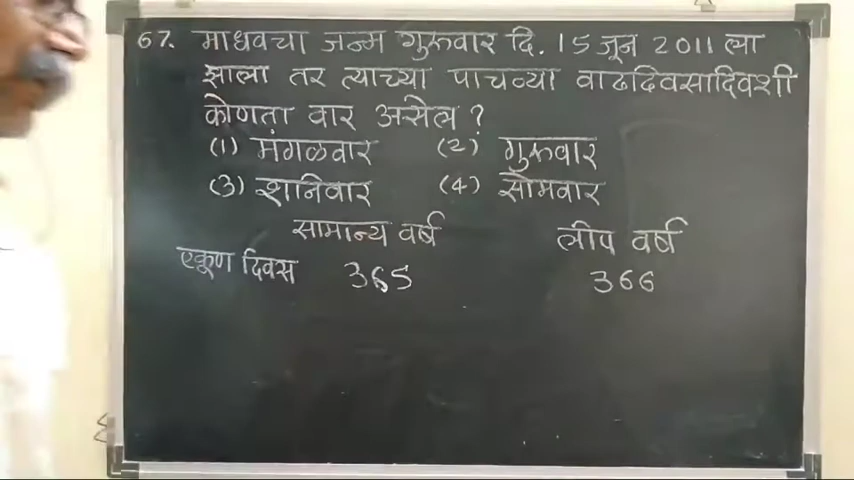 67. माधवचा जन्म गुरूवार दि. 15 जून 2011 ला
झाला तर त्याच्या पाचव्या वाढदिवसादिवशी
कोणता वार असेल ?
(1) मंगळवार (2) गुरूवार
(3) शनिवार (4) सोमवार
सामान्य वर्ष लीप वर्ष
एकूण दिवस 365 366